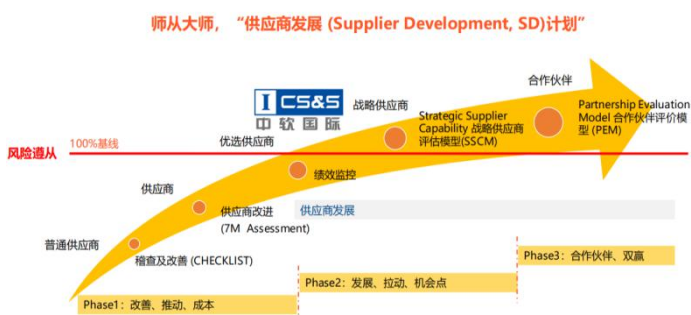 师从大师，“供应商发展 (Supplier Development, SD)计划”
合作伙伴
I CS&S
中软国际
战略供应商
Strategic Supplier
Capability 战略供应商
评估模型(SSCM)
Partnership Evaluation
Model 合作伙伴评价模
型 (PEM)
风险遵从
100%基线
优选供应商
绩效监控
供应商
供应商改进
(7M Assessment)
供应商发展
普通供应商
稽查及改善 (CHECKLIST)
Phase3：合作伙伴、双赢
Phase2：发展、拉动、机会点
Phase1：改善、推动、成本